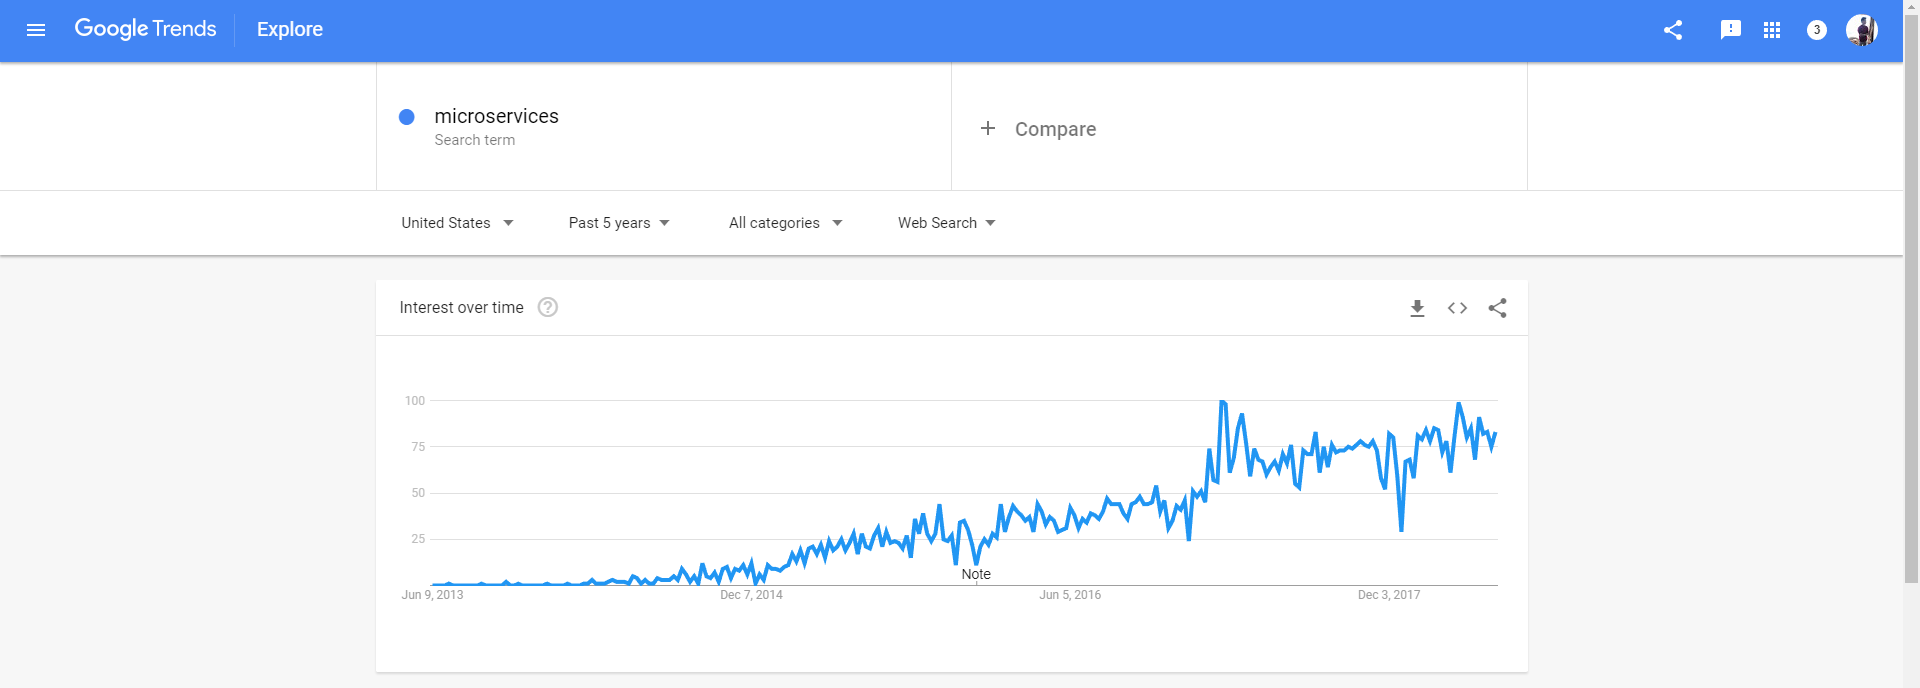 Google Trends Explore 3
microservices
Search term
+ Compare
United States Past 5 years All categories Web Search
Interest over time ?
100
75
50
25
Note
Jun 9, 2013 Dec 7, 2014 Jun 5, 2016 Dec 3, 2017